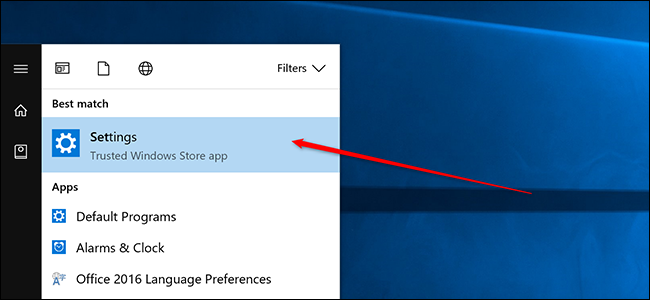 Filters
Best match
Settings
Trusted Windows Store app
Apps
Default Programs
Alarms & Clock
Office 2016 Language Preferences